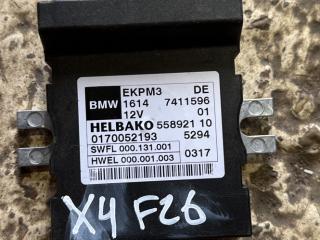 EKPM3 DE
BMW 1614 7411596
12V 01
HELBAKO 558921 10
0170052193 5294
SWFL 000.131.001
HWEL 000.001.003 0317
X4 F26